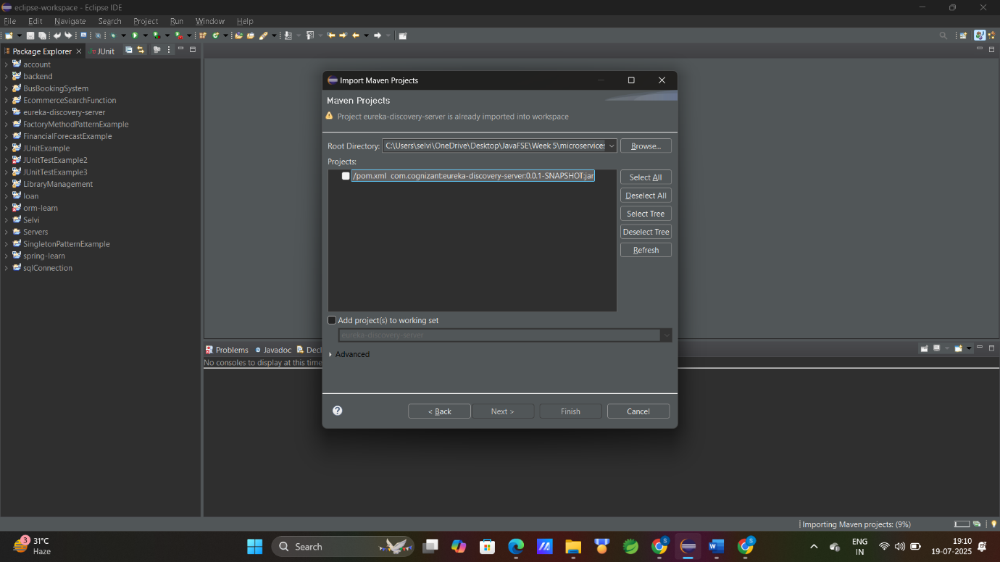 eclipse-workspace - Eclipse IDE
File Edit Navigate Search Project Run Window Help
Package Explorer JUnit
account
backend
BusBookingSystem
EcommerceSearchFunction
eureka-discovery-server
FactoryMethodPatternExample
FinancialForecastExample
JUnitExample
JUnitTestExample2
JUnitTestExample3
LibraryManagement
loan
orm-learn
Selvi
Servers
SingletonPatternExample
spring-learn
sqlConnection
Import Maven Projects
Maven Projects
Project eureka-discovery-server is already imported into workspace
Root Directory: C:\Users\selvi\OneDrive\Desktop\JavaFSE\Week 5\microservices Browse...
Projects:
/pom.xml com.cognizant:eureka-discovery-server:0.0.1-SNAPSHOT:jar
Select All
Deselect All
Select Tree
Deselect Tree
Refresh
Add project(s) to working set
eureka-discovery-server
Advanced
? < Back Next > Finish Cancel
Problems Javadoc Decl
No consoles to display at this time
Importing Maven projects: (9%)
3 31°C
Haze
Search
ENG
IN
19:10
19-07-2025